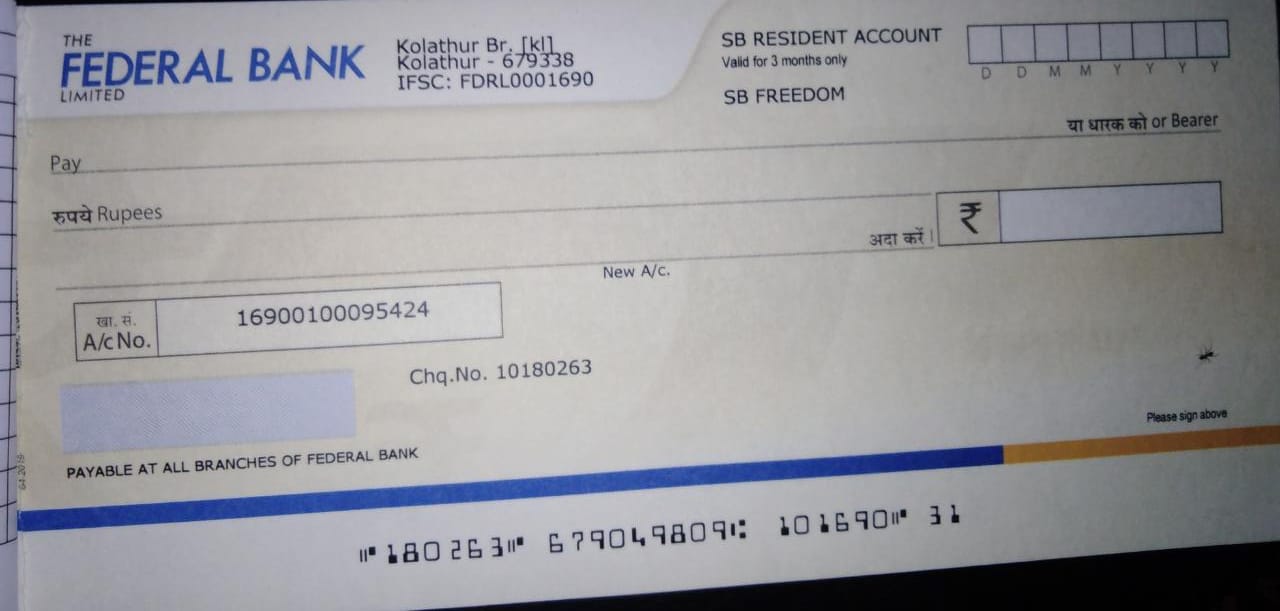 THE
FEDERAL BANK
LIMITED
Kolathur Br. [kl]
Kolathur - 679338
IFSC: FDRL0001690
SB RESIDENT ACCOUNT
Valid for 3 months only
SB FREEDOM
D D M M Y Y Y Y
या धारक को or Bearer
Pay
रुपये Rupees
अदा करें।
₹
New A/c.
खा. सं.
A/c No.
16900100095424
Chq.No. 10180263
Please sign above
PAYABLE AT ALL BRANCHES OF FEDERAL BANK
⑈180263⑈ 679049809⑆ 101690⑈ 31